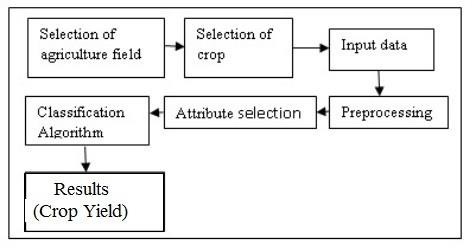 Selection of
agriculture field
Selection of
crop
Input data
Preprocessing
Attribute selection
Classification
Algorithm
Results
(Crop Yield)